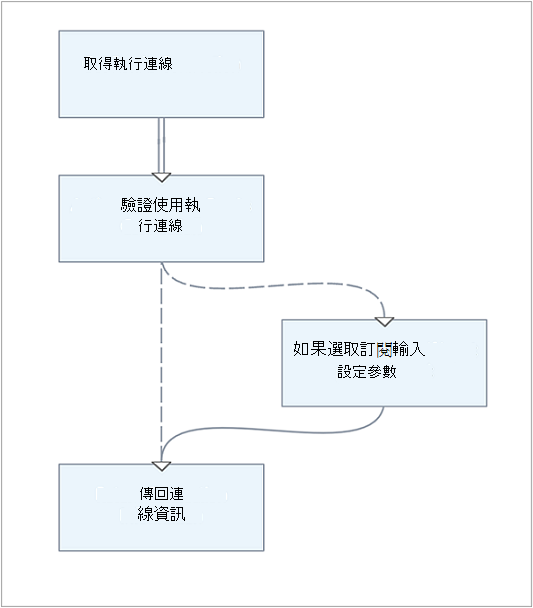 取得執行連線
驗證使用執
行連線
如果選取訂閱輸入
設定參數
傳回連
線資訊